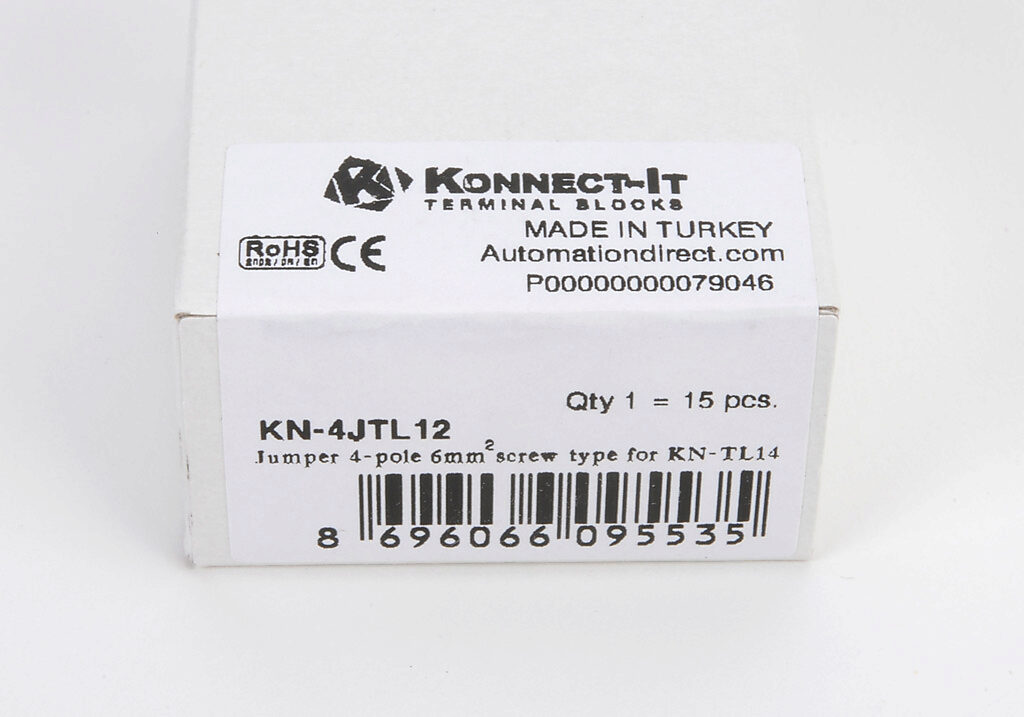 KONNECT-IT
TERMINAL BLOCKS
MADE IN TURKEY
RoHS CE Automationdirect.com
P00000000079046
Qty 1 = 15 pcs.
KN-4JTL12
Jumper 4-pole 6mm² screw type for KN-TL14
8 696066 095535